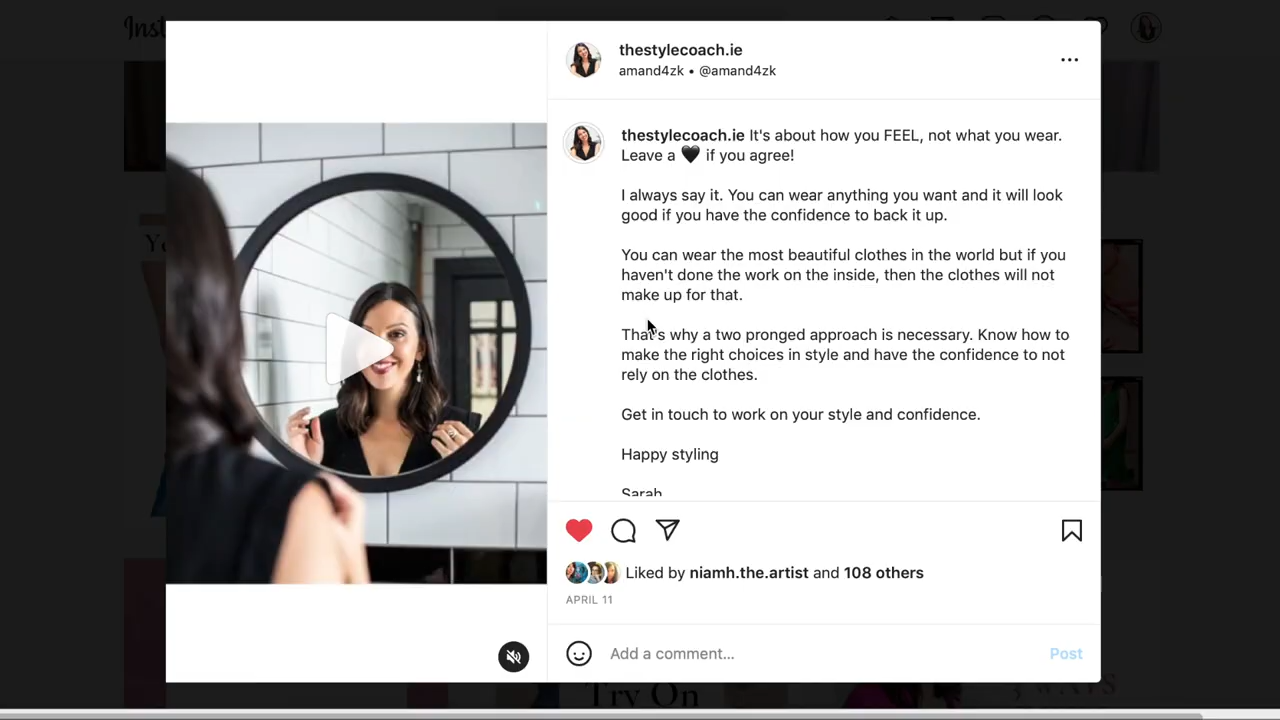 Inst
thestylecoach.ie
amand4zk • @amand4zk
thestylecoach.ie It's about how you FEEL, not what you wear.
Leave a 🖤 if you agree!
I always say it. You can wear anything you want and it will look
good if you have the confidence to back it up.
You can wear the most beautiful clothes in the world but if you
haven't done the work on the inside, then the clothes will not
make up for that.
That's why a two pronged approach is necessary. Know how to
make the right choices in style and have the confidence to not
rely on the clothes.
Get in touch to work on your style and confidence.
Happy styling
Sarah
Liked by niamh.the.artist and 108 others
APRIL 11
Add a comment...
Post
Try On